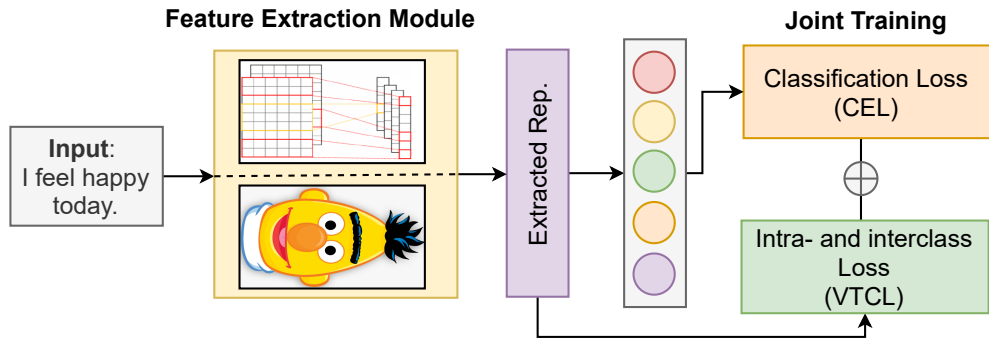 Feature Extraction Module
Joint Training
Input:
I feel happy
today.
Extracted Rep.
Classification Loss
(CEL)
Intra- and interclass
Loss
(VTCL)